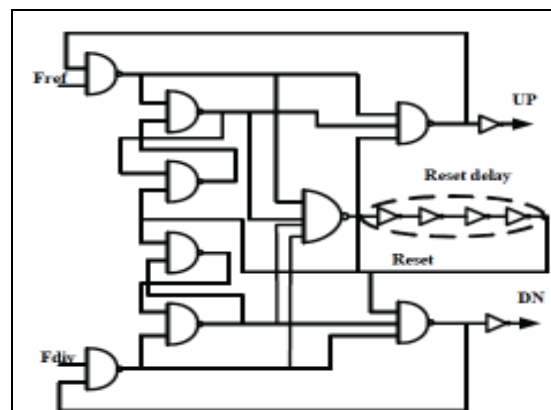 Fref
UP
Reset delay
Reset
DN
Fdiv